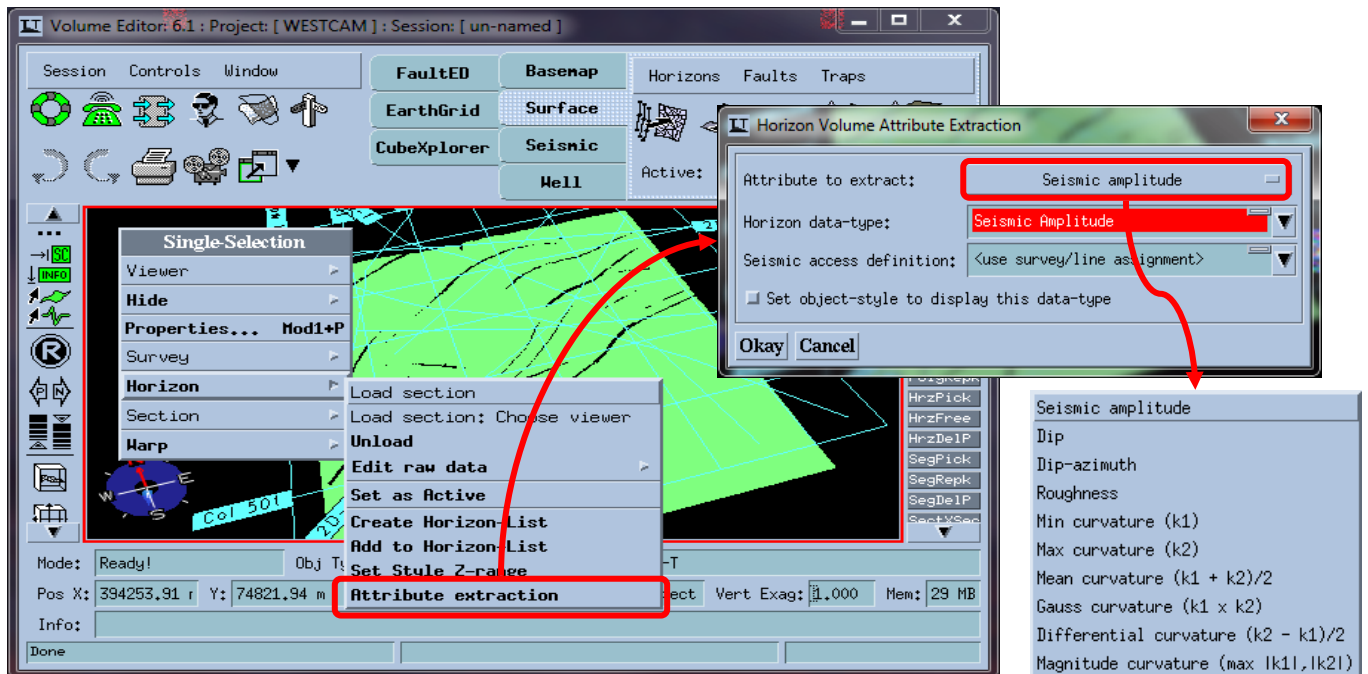 Volume Editor: 6.1 : Project: [ WESTCAM ] : Session: [ un-named ]
Session Controls Window
FaultED
Basemap
EarthGrid
Surface
CubeXplorer
Seismic
Well
Horizons Faults Traps
Active:
SC
INFO
R
Single-Selection
Viewer
Hide
Properties... Mod1+P
Survey
Horizon
Section
Warp
Load section
Load section: Choose viewer
Unload
Edit raw data
Set as Active
Create Horizon-List
Add to Horizon-List
Set Style Z-range
Attribute extraction
W
E
S
Col 501
20-
2
HrzPick
HrzFree
HrzDelP
SegPick
SegRepk
SegDelP
Mode: Ready!
Obj Ty
-T
Pos X: 394253.91 Y: 74821.94 m
ect Vert Exag: 1.000 Mem: 29 MB
Info:
Done
Horizon Volume Attribute Extraction
Attribute to extract: Seismic amplitude
Horizon data-type: Seismic Amplitude
Seismic access definition: <use survey/line assignment>
Set object-style to display this data-type
Okay Cancel
Seismic amplitude
Dip
Dip-azimuth
Roughness
Min curvature (k1)
Max curvature (k2)
Mean curvature (k1 + k2)/2
Gauss curvature (k1 x k2)
Differential curvature (k2 - k1)/2
Magnitude curvature (max |k1|,|k2|)